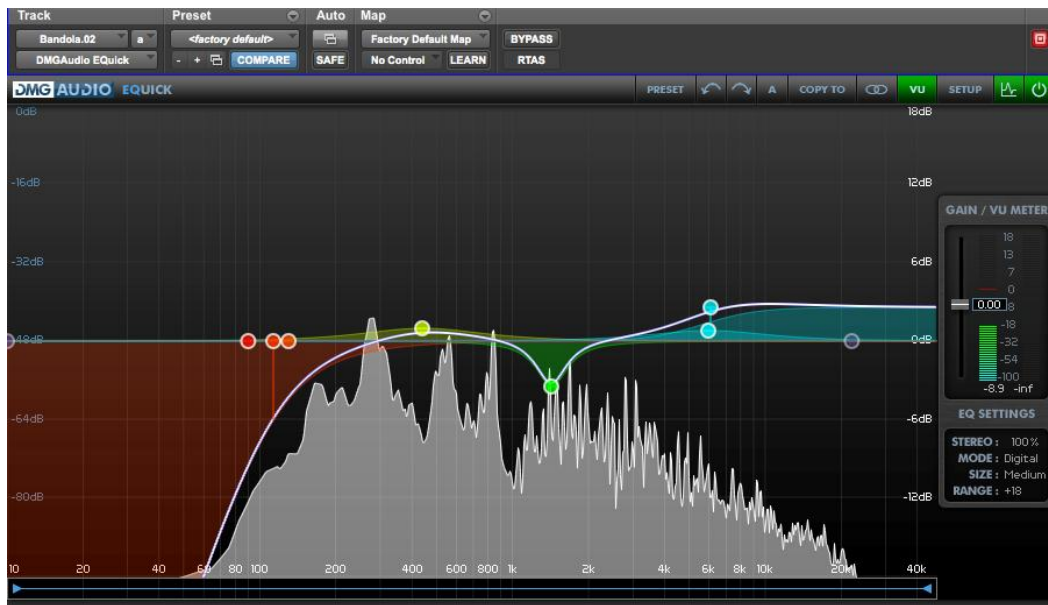 Track Preset Auto Map
Bandola.02 a <factory default> Factory Default Map BYPASS
DMGAudio EQuick - + COMPARE SAFE No Control LEARN RTAS
DMG AUDIO EQUICK PRESET A COPY TO VU SETUP
0dB 18dB
-16dB 12dB
-32dB 6dB
-48dB 0dB
-64dB -6dB
-80dB -12dB
10 20 40 60 80 100 200 400 600 800 1k 2k 4k 6k 8k 10k 20k 40k
GAIN / VU METER
18
13
7
0
0.00 8
-18
-32
-54
-100
-8.9 -inf
EQ SETTINGS
STEREO : 100%
MODE : Digital
SIZE : Medium
RANGE : +18